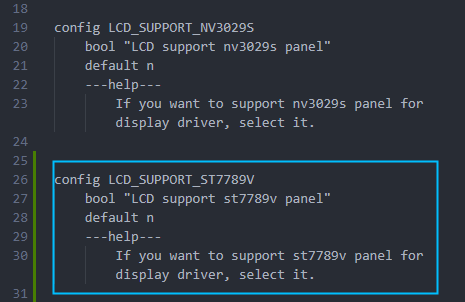 18
19 config LCD_SUPPORT_NV3029S
20 bool "LCD support nv3029s panel"
21 default n
22 ---help---
23 If you want to support nv3029s panel for
display driver, select it.
24
25
26 config LCD_SUPPORT_ST7789V
27 bool "LCD support st7789v panel"
28 default n
29 ---help---
30 If you want to support st7789v panel for
display driver, select it.
31